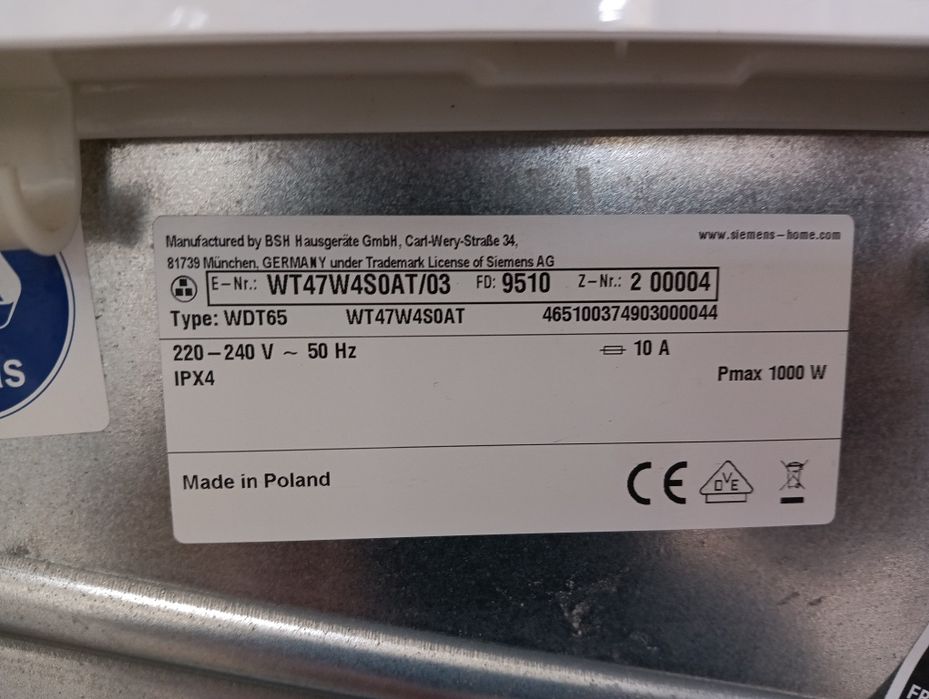 Manufactured by BSH Hausgeräte GmbH, Carl-Wery-Straße 34,
www.siemens-home.com
81739 München, GERMANY under Trademark License of Siemens AG
E-Nr.: WT47W4S0AT/03 FD: 9510 Z-Nr.: 2 00004
Type: WDT65 WT47W4S0AT 465100374903000044
220-240 V ~ 50 Hz 10 A
IPX4 Pmax 1000 W
Made in Poland CE DVE